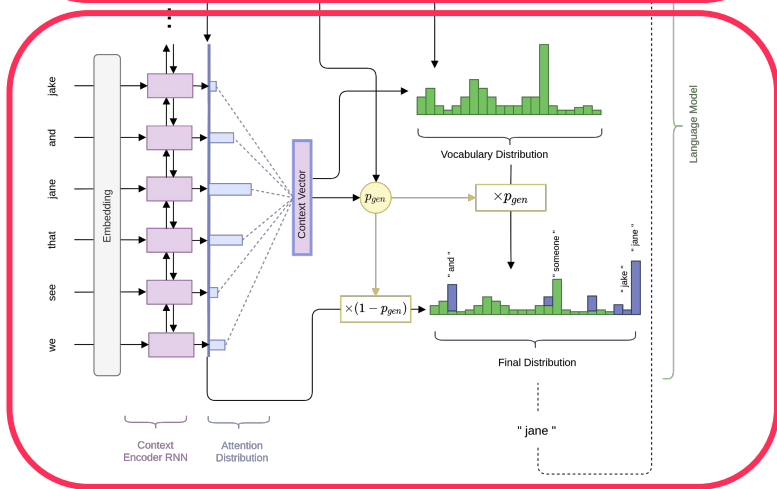 jake
and
jane
that
see
we
Embedding
Context
Encoder RNN
Attention
Distribution
Context Vector
p_gen
Vocabulary Distribution
×p_gen
×(1 − p_gen)
" and "
" someone "
" jake "
" jane "
Final Distribution
" jane "
Language Model